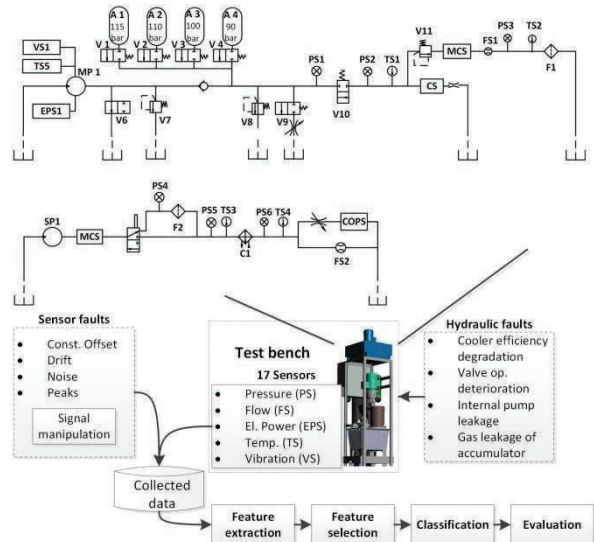 A 1 A 2 A 3 A 4
115 110 100 90
bar bar bar bar
V 1 V 2 V 3 V 4
VS1
TS5
MP 1
EPS1
V6
V7
V8
V9
PS1
V10
PS2 TS1
V11
MCS
FS1
PS3
TS2
F1
CS
SP1
MCS
PS4
F2
PS5 TS3
C1
PS6 TS4
COPS
FS2
Sensor faults
• Const. Offset
• Drift
• Noise
• Peaks
Signal
manipulation
Test bench
17 Sensors
• Pressure (PS)
• Flow (FS)
• El. Power (EPS)
• Temp. (TS)
• Vibration (VS)
Hydraulic faults
• Cooler efficiency
degradation
• Valve op.
deterioration
• Internal pump
leakage
• Gas leakage of
accumulator
Collected
data
Feature
extraction
Feature
selection
Classification
Evaluation